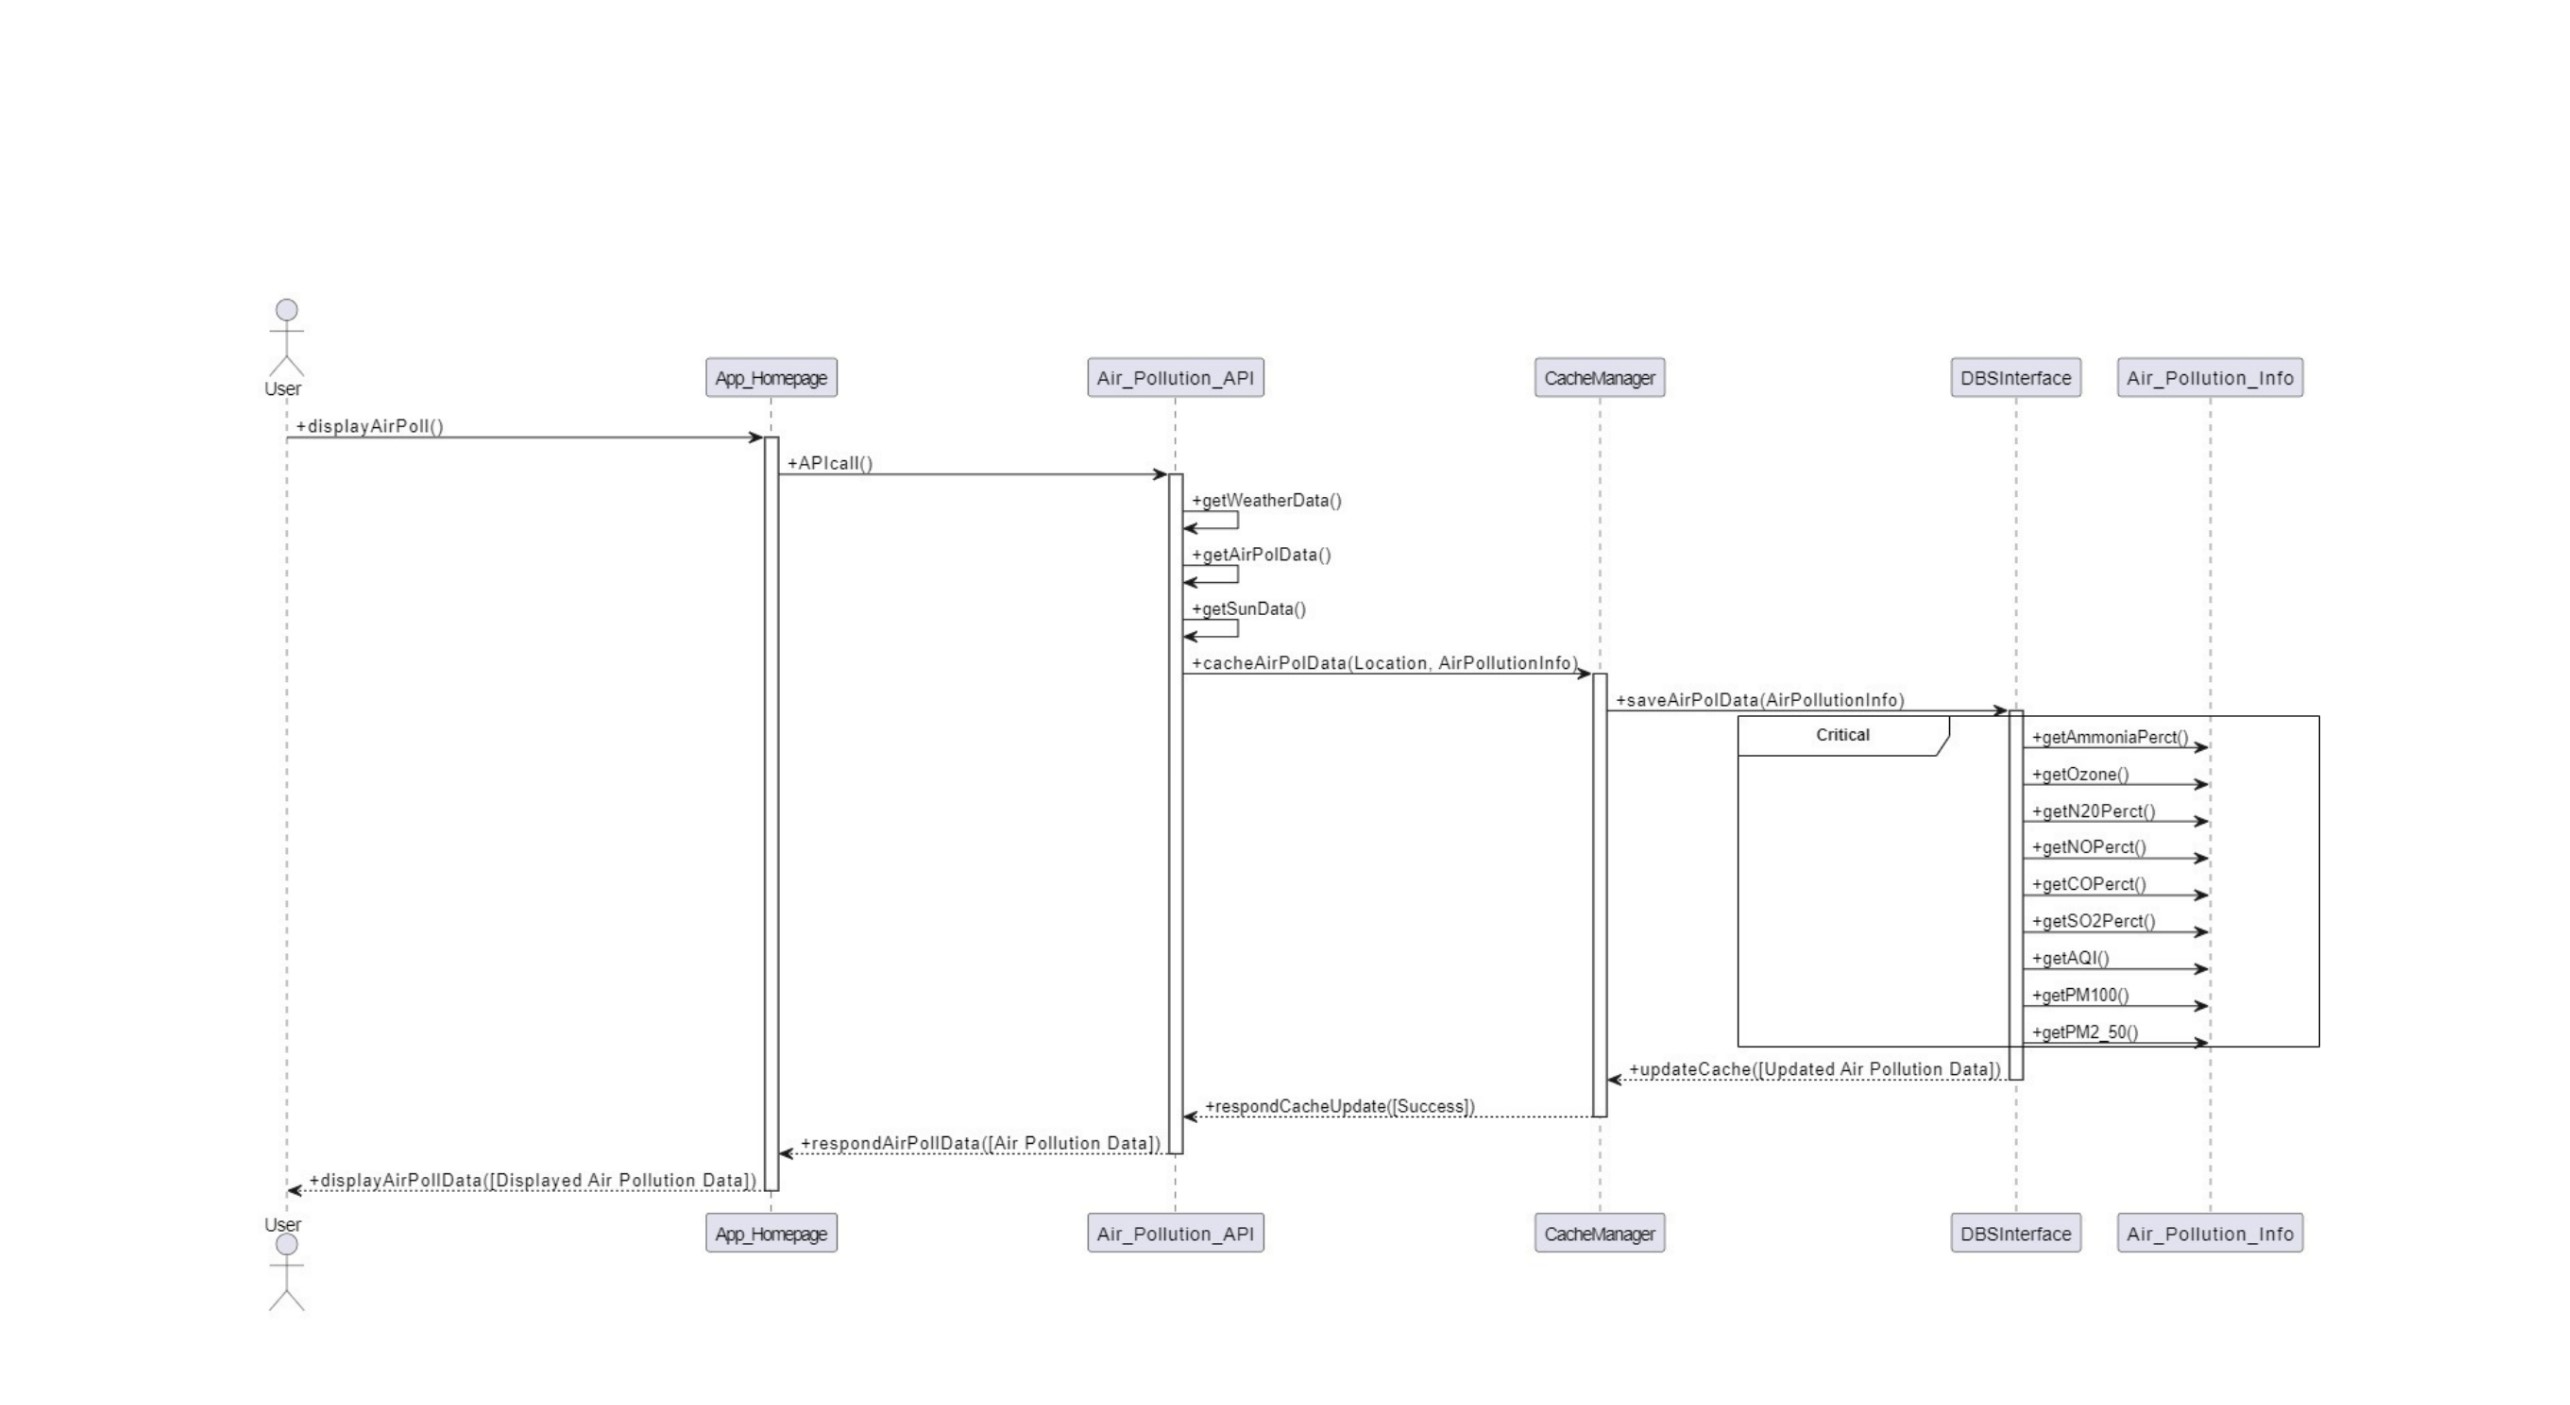 User
App_Homepage
Air_Pollution_API
CacheManager
DBSInterface
Air_Pollution_Info
+displayAirPoll()
+APIcall()
+getWeatherData()
+getAirPolData()
+getSunData()
+cacheAirPolData(Location, AirPollutionInfo)
+saveAirPolData(AirPollutionInfo)
Critical
+getAmmoniaPerct()
+getOzone()
+getN20Perct()
+getNOPerct()
+getCOPerct()
+getSO2Perct()
+getAQI()
+getPM100()
+getPM2_50()
+updateCache([Updated Air Pollution Data])
+respondCacheUpdate([Success])
+respondAirPollData([Air Pollution Data])
+displayAirPollData([Displayed Air Pollution Data])
User
App_Homepage
Air_Pollution_API
CacheManager
DBSInterface
Air_Pollution_Info